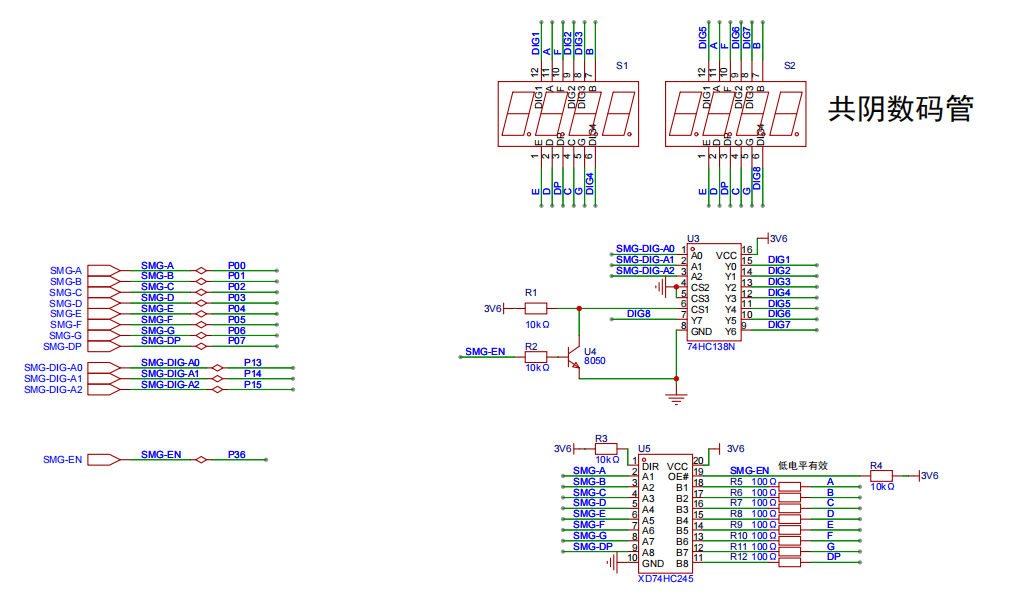 DIG1 A F DIG2 DIG3 B
DIG5 A F DIG6 DIG7 B
S1
S2
12 11 10 9 8 7
12 11 10 9 8 7
DIG1 A F DIG2 DIG3 B
DIG1 A F DIG2 DIG3 B
共阴数码管
E D DP C G DIG4
E D DP C G DIG4
1 2 3 4 5 6
1 2 3 4 5 6
E D DP C G DIG4
E D DP C G DIG8
U3
3V6
SMG-DIG-A0 1 A0 VCC 16
SMG-DIG-A1 2 A1 Y0 15 DIG1
SMG-DIG-A2 3 A2 Y1 14 DIG2
4 CS2 Y2 13 DIG3
5 CS3 Y3 12 DIG4
6 CS1 Y4 11 DIG5
DIG8 7 Y7 Y5 10 DIG6
8 GND Y6 9 DIG7
74HC138N
R1
3V6
10kΩ
SMG-EN
R2
10kΩ
U4
8050
SMG-A SMG-A P00
SMG-B SMG-B P01
SMG-C SMG-C P02
SMG-D SMG-D P03
SMG-E SMG-E P04
SMG-F SMG-F P05
SMG-G SMG-G P06
SMG-DP SMG-DP P07
SMG-DIG-A0 SMG-DIG-A0 P13
SMG-DIG-A1 SMG-DIG-A1 P14
SMG-DIG-A2 SMG-DIG-A2 P15
SMG-EN SMG-EN P36
R3
3V6
10kΩ
U5
3V6
1 DIR VCC 20
SMG-A 2 A1 OE# 19 SMG-EN 低电平有效
R4
10kΩ
3V6
SMG-B 3 A2 B1 18 R5 100Ω A
SMG-C 4 A3 B2 17 R6 100Ω B
SMG-D 5 A4 B3 16 R7 100Ω C
SMG-E 6 A5 B4 15 R8 100Ω D
SMG-F 7 A6 B5 14 R9 100Ω E
SMG-G 8 A7 B6 13 R10 100Ω F
SMG-DP 9 A8 B7 12 R11 100Ω G
10 GND B8 11 R12 100Ω DP
XD74HC245